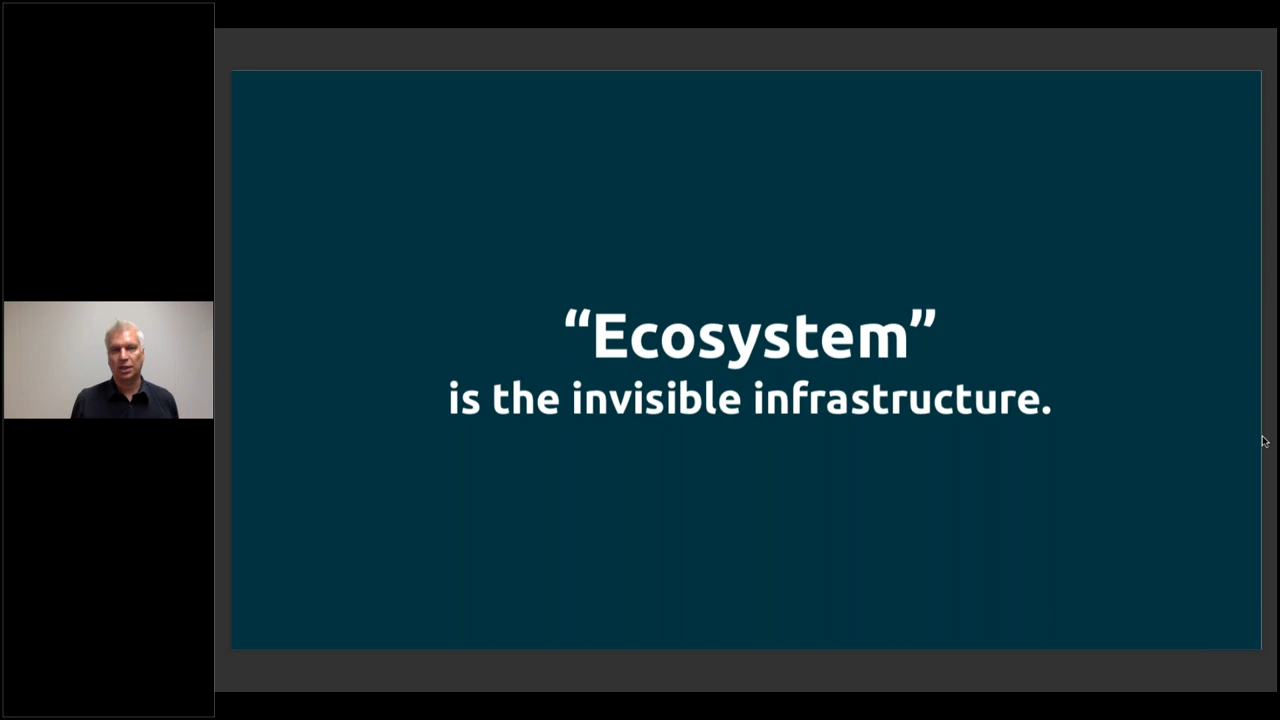 “Ecosystem”
is the invisible infrastructure.